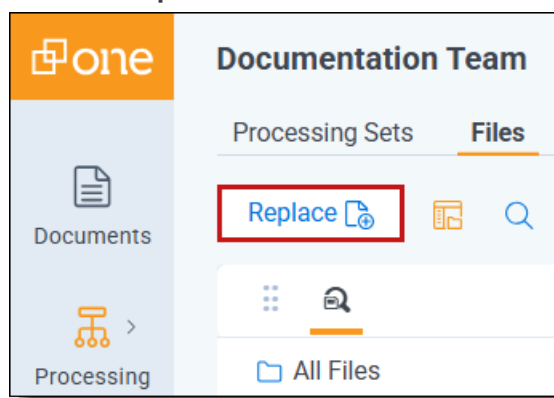 one
Documentation Team
Processing Sets Files
Documents
Replace
Processing
All Files